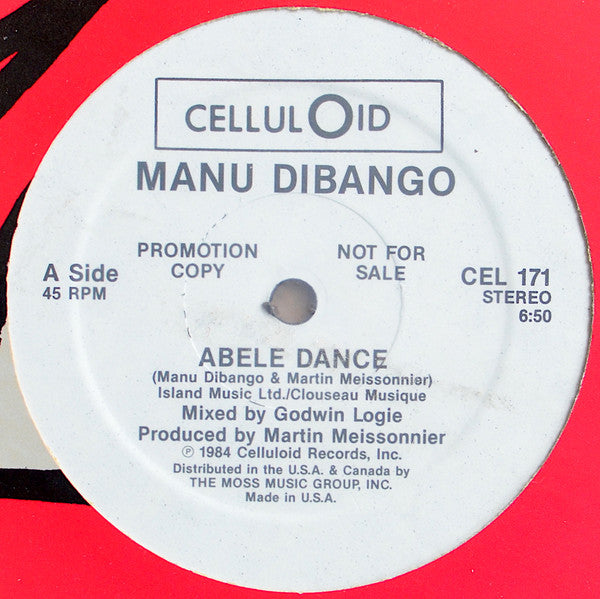 CELLULOID
MANU DIBANGO
PROMOTION COPY
NOT FOR SALE
A Side
45 RPM
CEL 171
STEREO
6:50
ABELE DANCE
(Manu Dibango & Martin Meissonnier)
Island Music Ltd./Clouseau Musique
Mixed by Godwin Logie
Produced by Martin Meissonnier
℗ 1984 Celluloid Records, Inc.
Distributed in the U.S.A. & Canada by
THE MOSS MUSIC GROUP, INC.
Made in U.S.A.